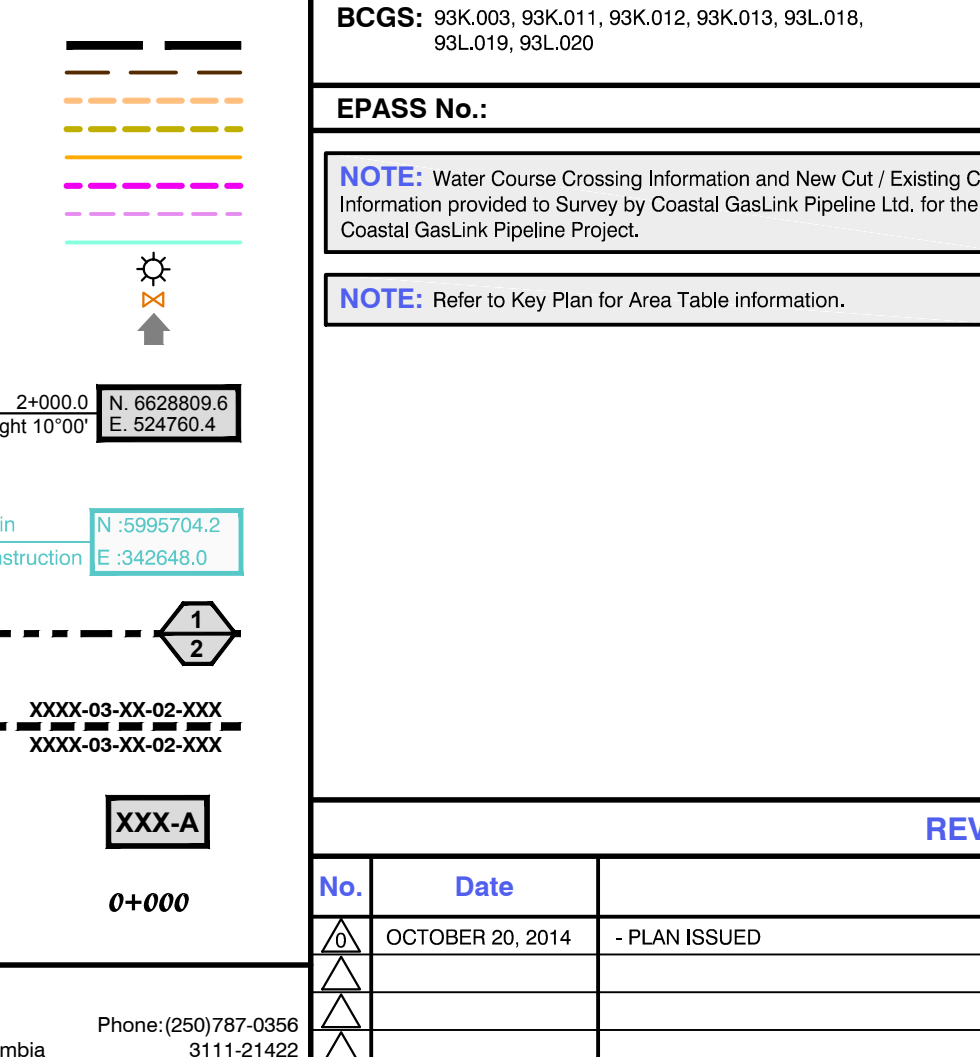 BCGS: 93K.003, 93K.011, 93K.012, 93K.013, 93L.018,
93L.019, 93L.020
EPASS No.:
NOTE: Water Course Crossing Information and New Cut / Existing C
Information provided to Survey by Coastal GasLink Pipeline Ltd. for the
Coastal GasLink Pipeline Project.
NOTE: Refer to Key Plan for Area Table information.
2+000.0
ght 10°00'
N. 6628809.6
E. 524760.4
in
nstruction
N :5995704.2
E :342648.0
1
2
XXXX-03-XX-02-XXX
XXXX-03-XX-02-XXX
XXX-A
0+000
REV
No. Date
0 OCTOBER 20, 2014 - PLAN ISSUED
Phone:(250)787-0356
mbia 3111-21422